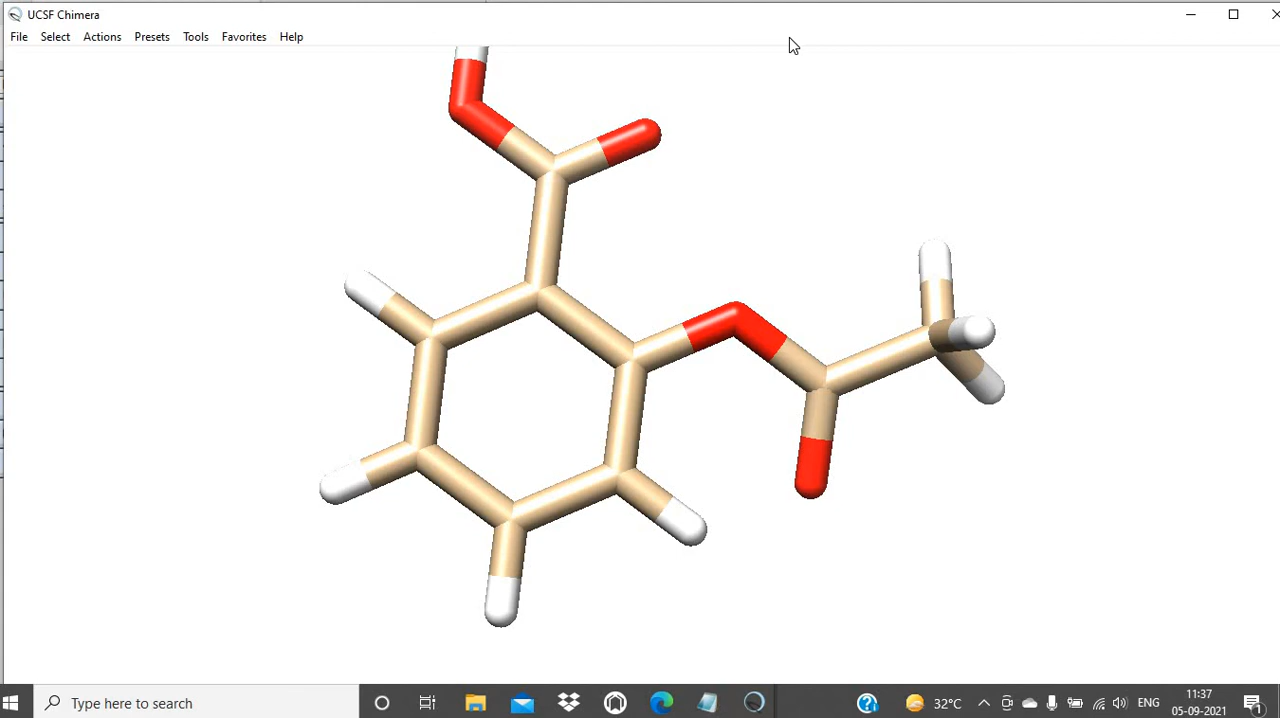 UCSF Chimera
File Select Actions Presets Tools Favorites Help
Type here to search
32°C
ENG
11:37
05-09-2021
1